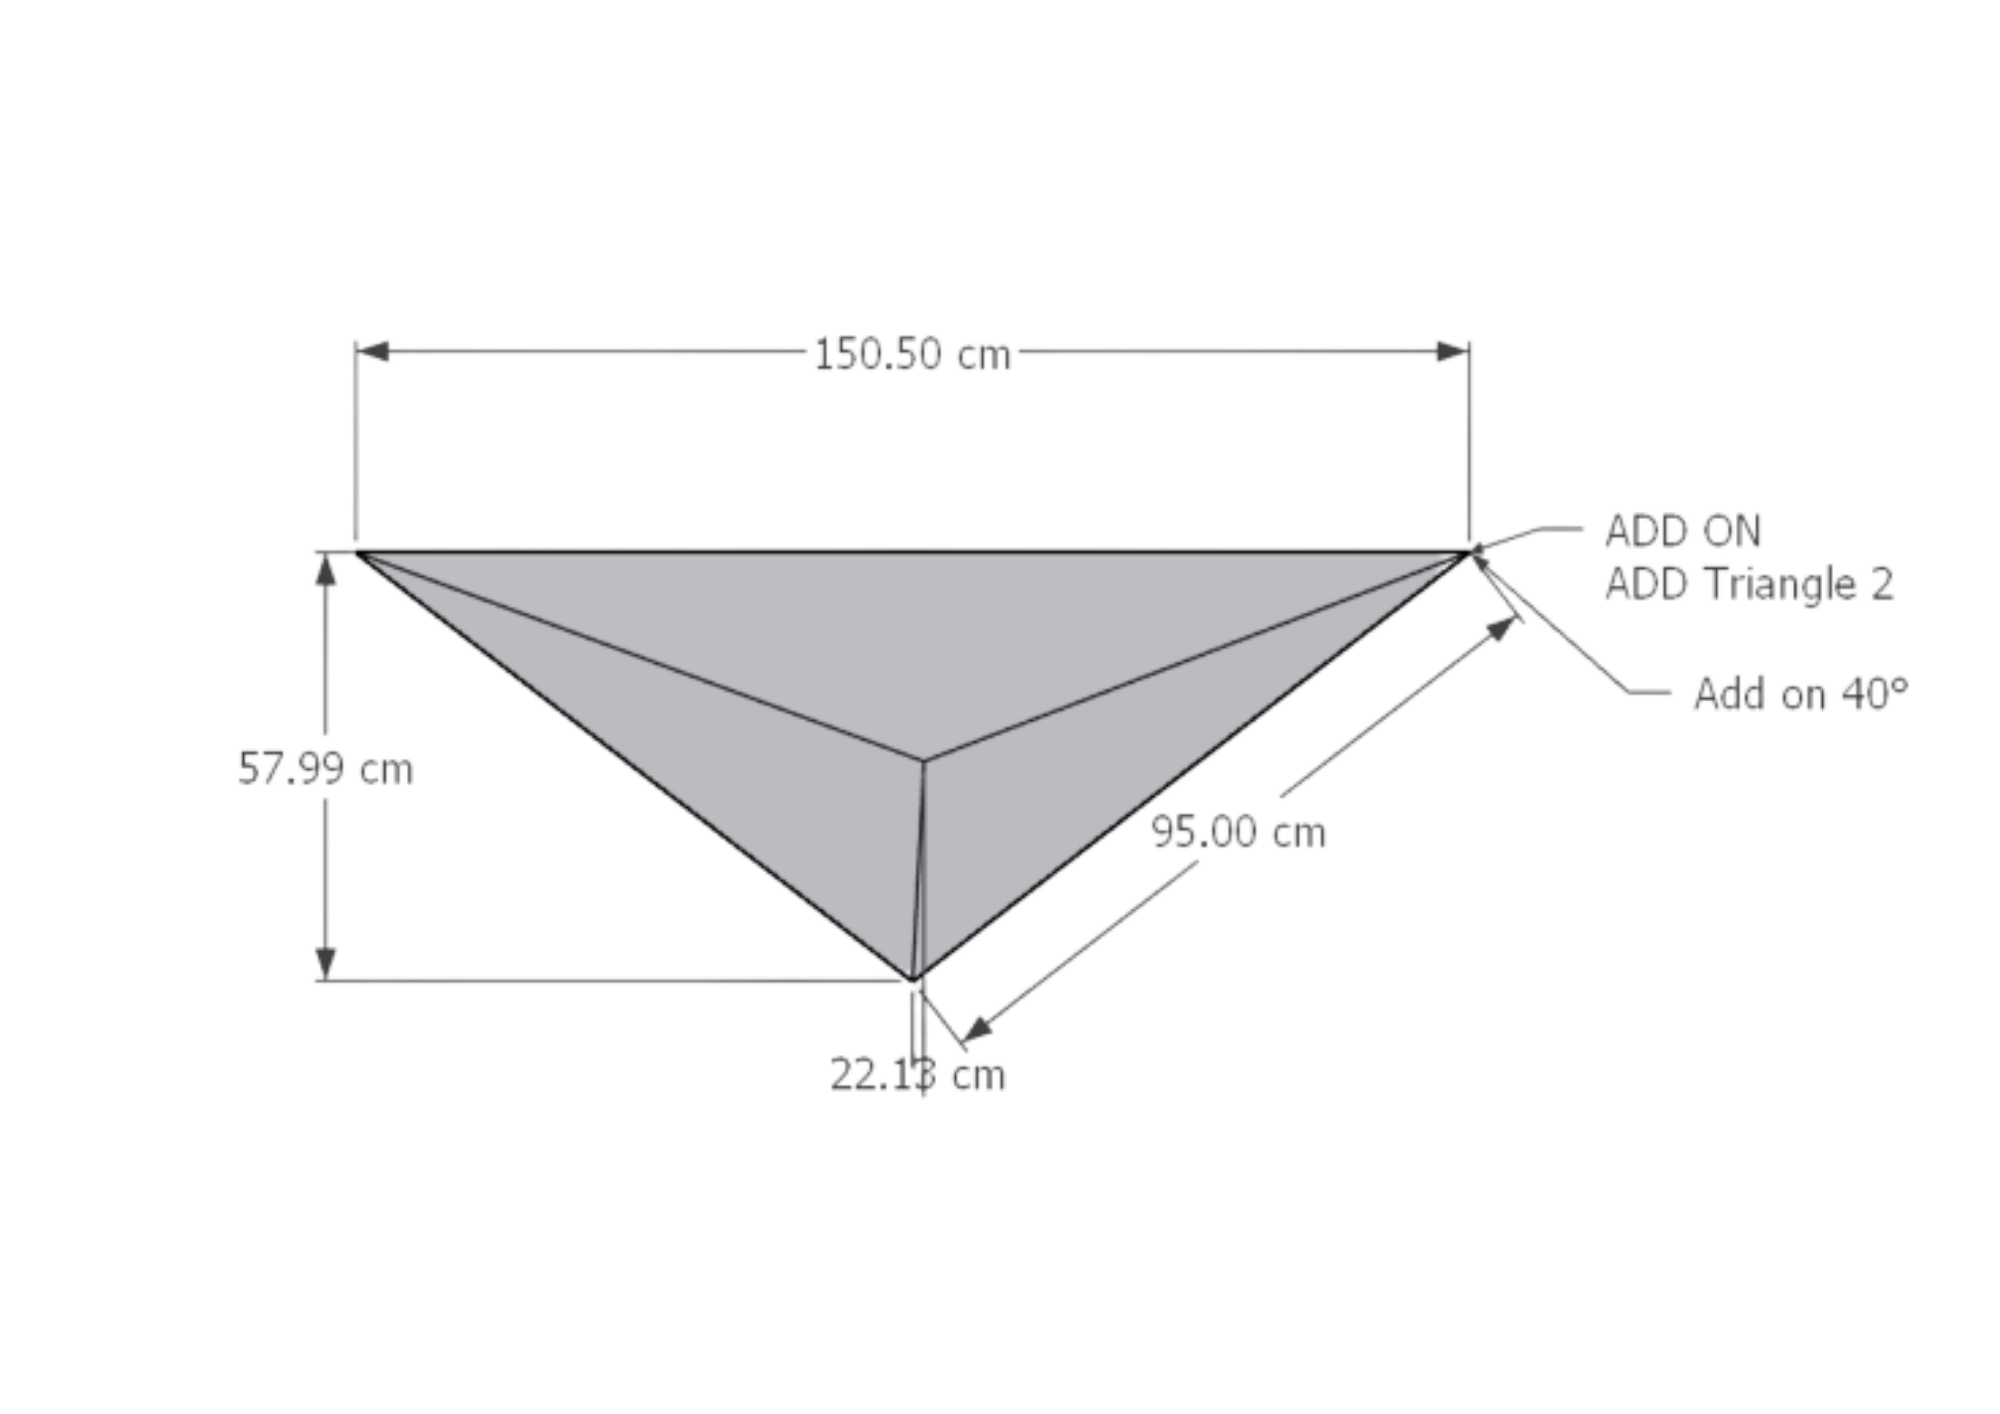 150.50 cm
ADD ON
ADD Triangle 2
Add on 40°
57.99 cm
95.00 cm
22.13 cm